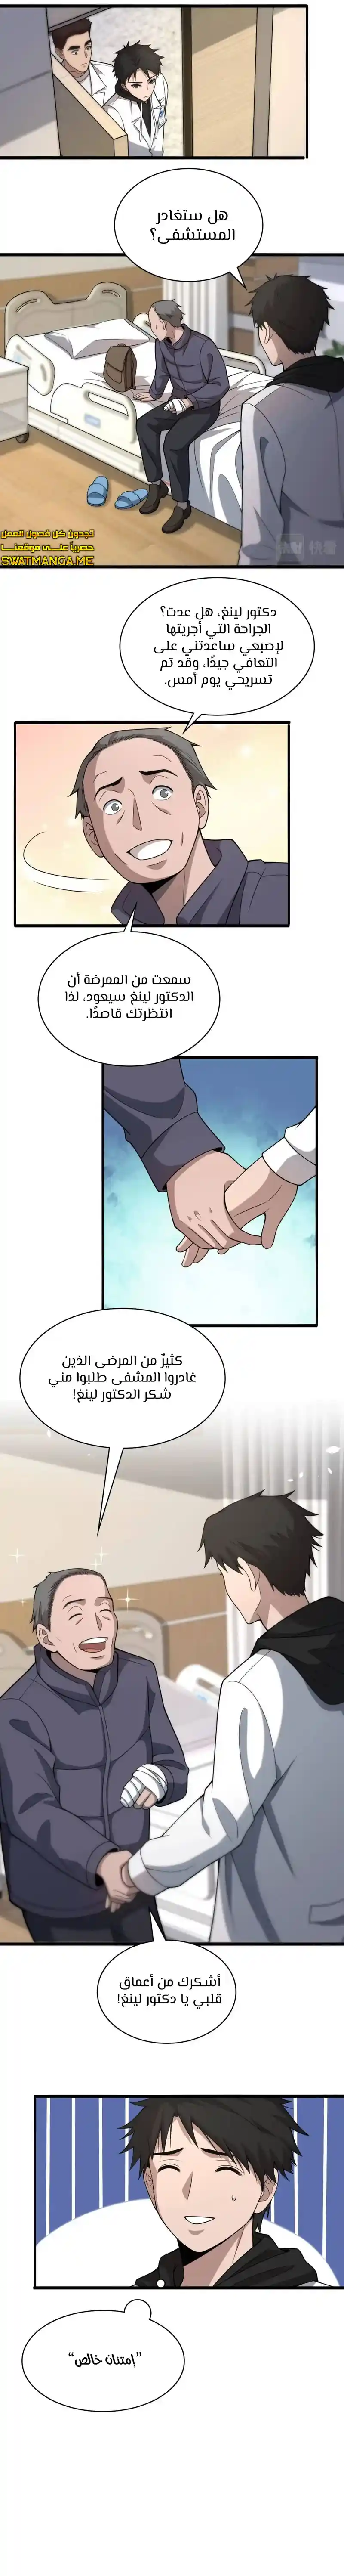 هل ستغادر
المستشفى؟
تجدون كل فصول العمل
حصرياً على موقعنا
SWATMANGA.ME
دكتور لينغ، هل عدت؟
الجراحة التي أجريتها
لإصبعي ساعدتني على
التعافي جيدًا، وقد تم
تسريحي يوم أمس.
سمعت من الممرضة أن
الدكتور لينغ سيعود، لذا
انتظرتك قاصدًا.
كثيرٌ من المرضى الذين
غادروا المشفى طلبوا مني
شكر الدكتور لينغ!
أشكرك من أعماق
قلبي يا دكتور لينغ!
"إمتنان خالص"